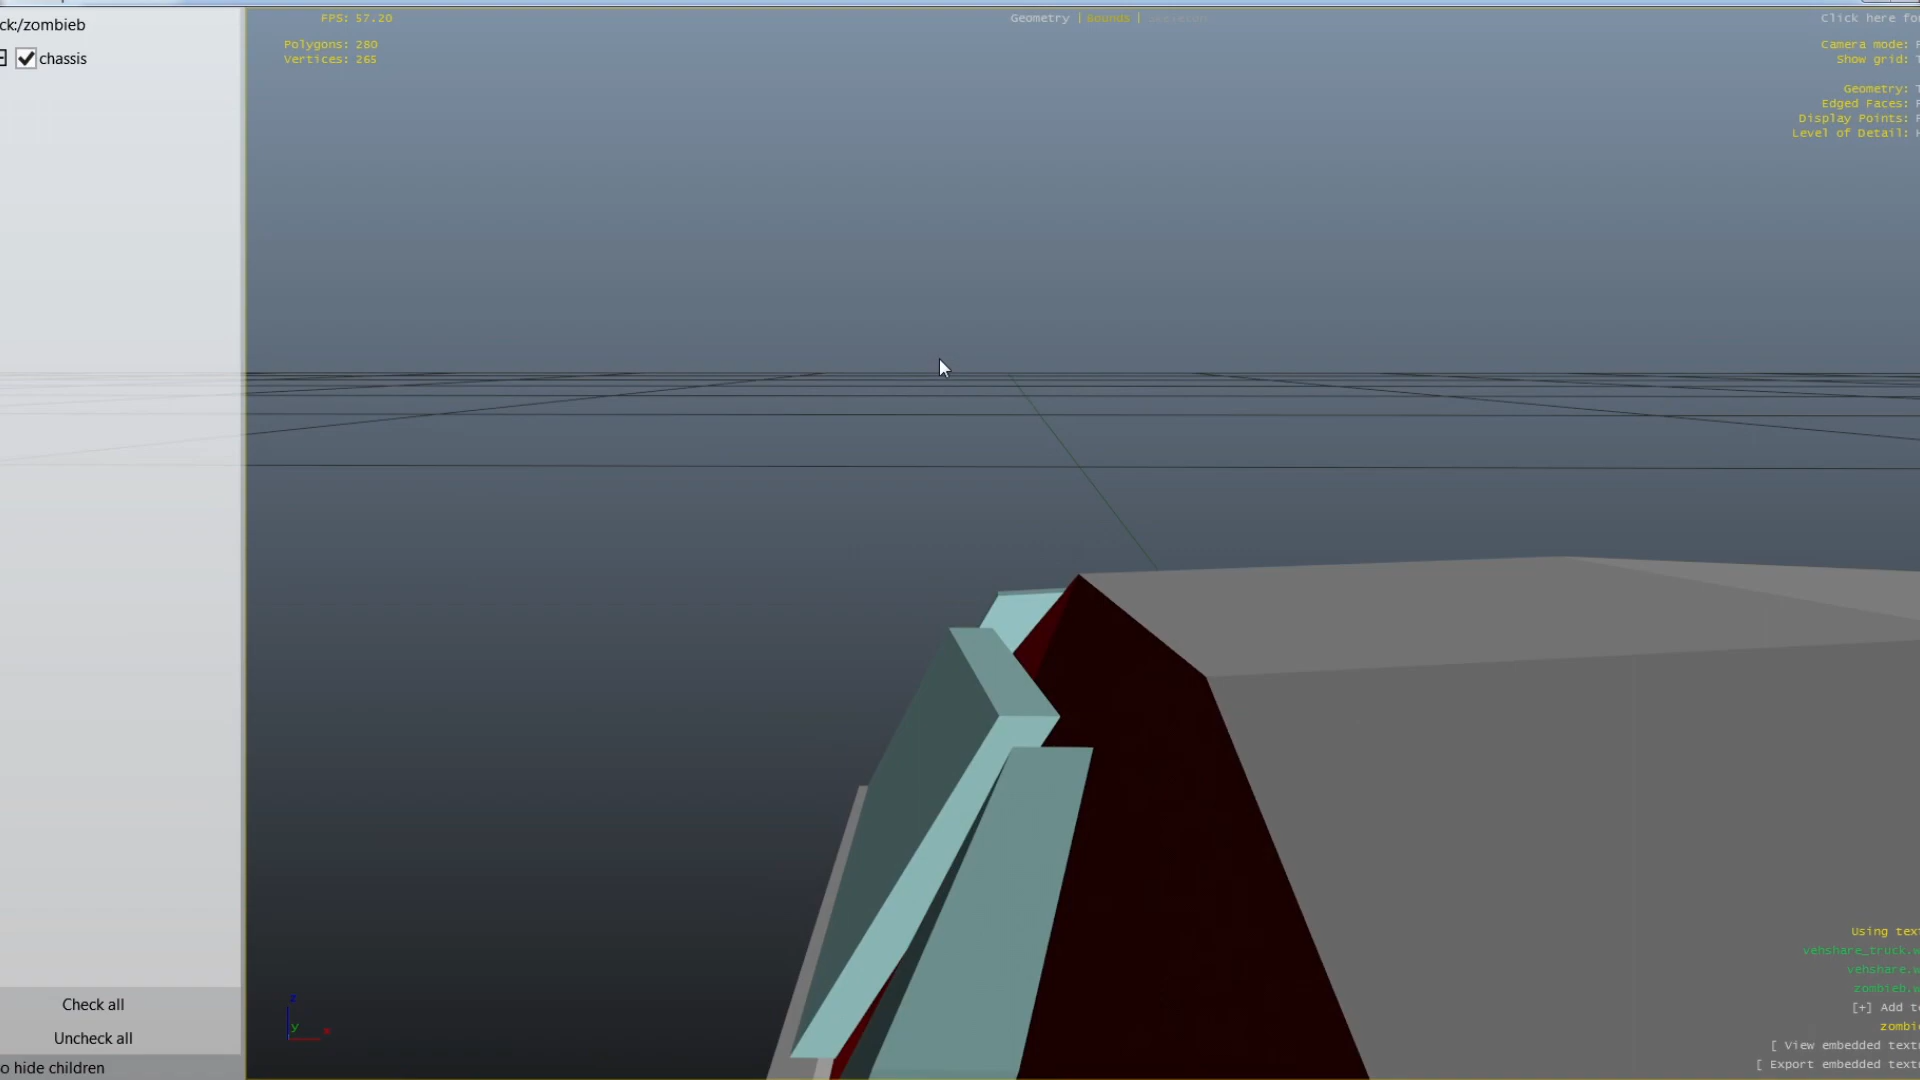 ck:/zombieb
chassis
FPS: 57.20
Polygons: 280
Vertices: 265
Geometry | Bounds |
Click here fo
Camera mode:
Show grid:
Geometry:
Edged Faces:
Display Points:
Level of Detail:
z
y x
Using tex
vehshare_truck.w
vehshare.w
zombieb.w
[+] Add t
zombi
[ View embedded text
[ Export embedded text
Check all
Uncheck all
o hide children